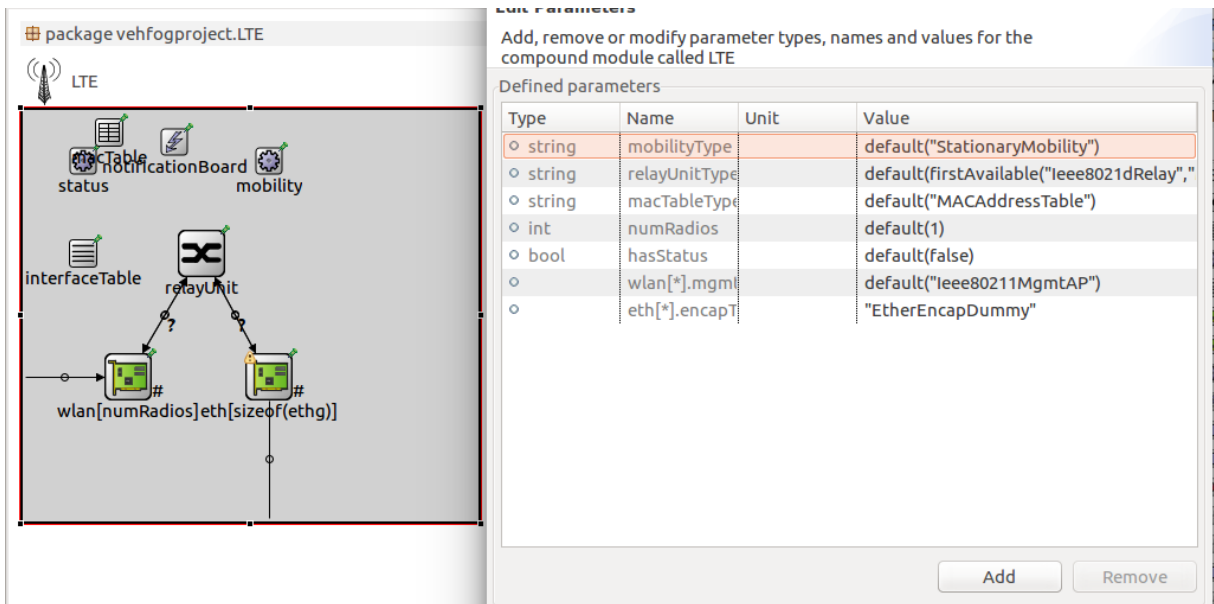 package vehfogproject.LTE
LTE
macTable
notificationBoard
status
mobility
interfaceTable
relayUnit
?
?
#
#
wlan[numRadios]
eth[sizeof(ethg)]
Edit Parameters
Add, remove or modify parameter types, names and values for the
compound module called LTE
Defined parameters
Type Name Unit Value
string mobilityType default("StationaryMobility")
string relayUnitType default(firstAvailable("Ieee8021dRelay","
string macTableType default("MACAddressTable")
int numRadios default(1)
bool hasStatus default(false)
wlan[*].mgmt default("Ieee80211MgmtAP")
eth[*].encapT "EtherEncapDummy"
Add Remove